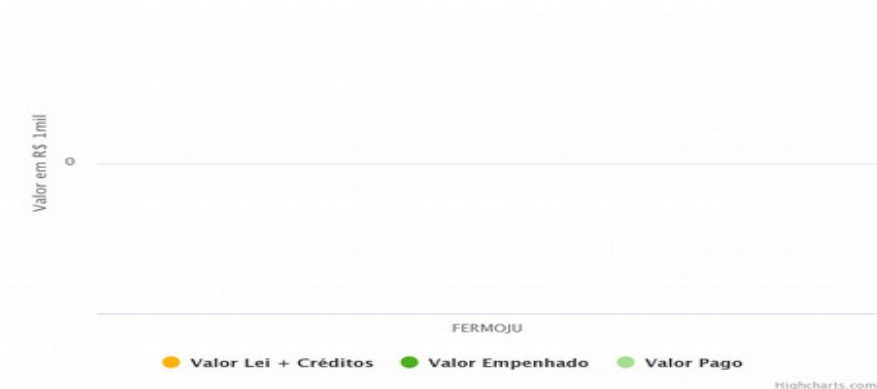 Valor em R$ 1mil
0
FERMOJU
Valor Lei + Créditos Valor Empenhado Valor Pago
Highcharts.com